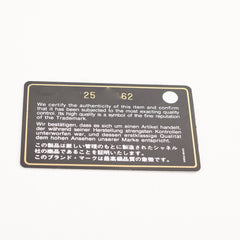 25 62
We certify the authenticity of this item and confirm
that it has been subjected to the most exacting quality
control. Its high quality is a symbol of the fine reputation
of the Trademark.
Wir bestätigen, dass es sich um einen Artikel handelt,
der während seiner Herstellung strengsten Kontrollen
unterworfen war, und dessen erstklassige Qualität
dem hohen Ansehen unserer Marke entspricht.
この製品は厳しい管理のもとに製造されたシャネル
社の商品であることを証明いたします。
このブランド・マークは最高級品質の象徴です。